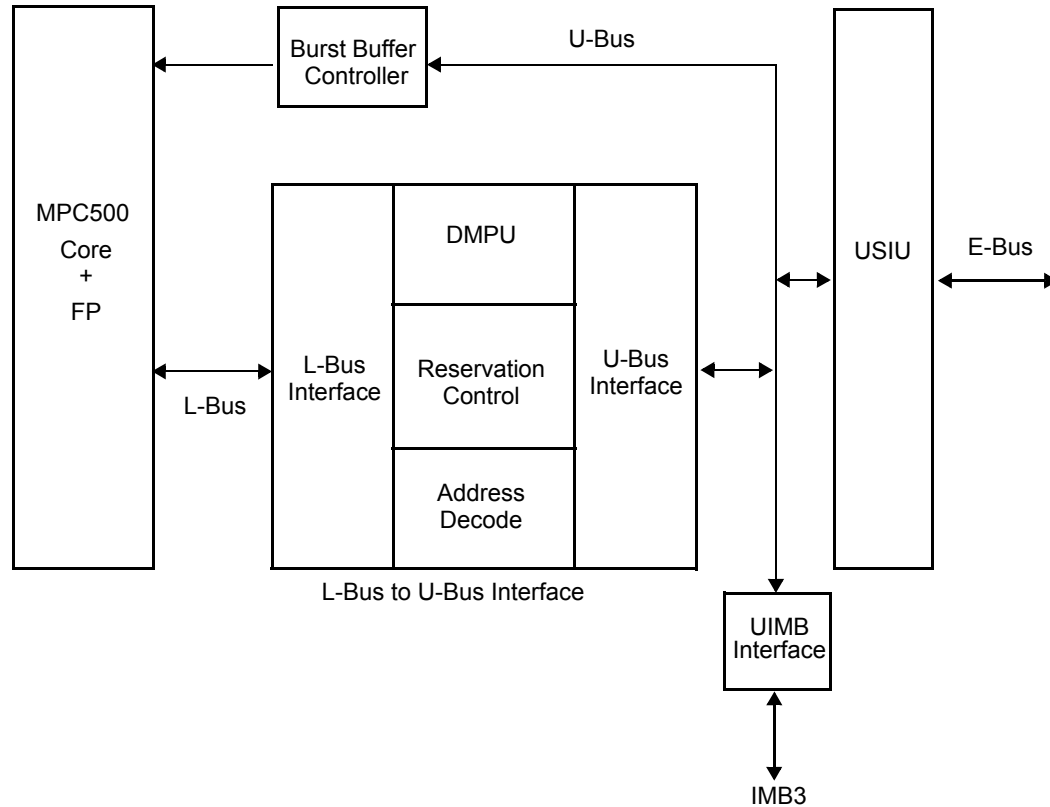 U-Bus
Burst Buffer
Controller
MPC500
Core
+
FP
DMPU
USIU
E-Bus
L-Bus
Interface
Reservation
Control
U-Bus
Interface
L-Bus
Address
Decode
L-Bus to U-Bus Interface
UIMB
Interface
IMB3